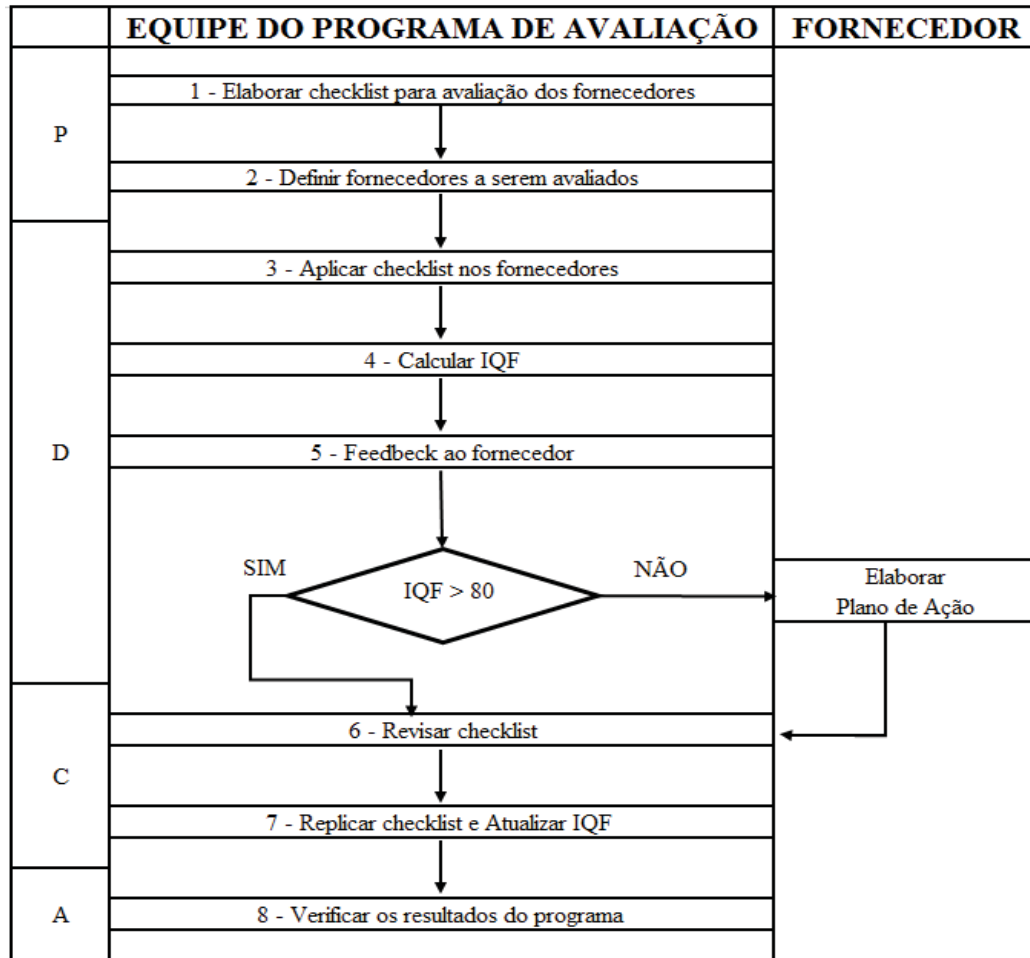 EQUIPE DO PROGRAMA DE AVALIAÇÃO
FORNECEDOR
P
1 - Elaborar checklist para avaliação dos fornecedores
2 - Definir fornecedores a serem avaliados
D
3 - Aplicar checklist nos fornecedores
4 - Calcular IQF
5 - Feedbeck ao fornecedor
SIM
IQF > 80
NÃO
Elaborar
Plano de Ação
C
6 - Revisar checklist
7 - Replicar checklist e Atualizar IQF
A
8 - Verificar os resultados do programa